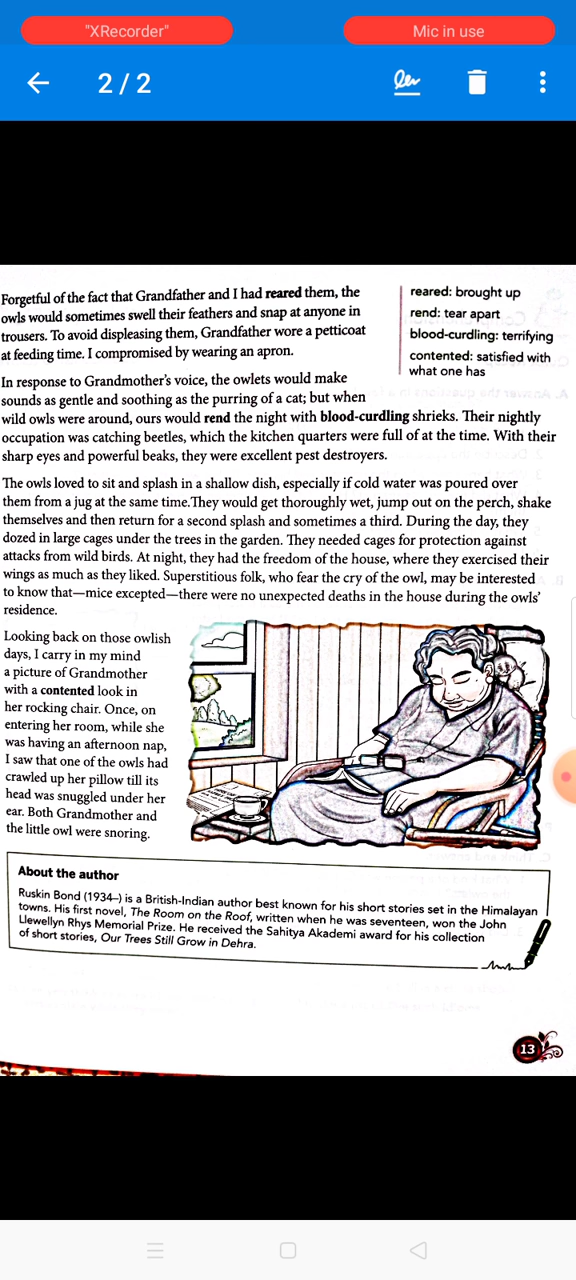 "XRecorder"
Mic in use
2 / 2
Forgetful of the fact that Grandfather and I had reared them, the
owls would sometimes swell their feathers and snap at anyone in
trousers. To avoid displeasing them, Grandfather wore a petticoat
at feeding time. I compromised by wearing an apron.
reared: brought up
rend: tear apart
blood-curdling: terrifying
contented: satisfied with
what one has
In response to Grandmother's voice, the owlets would make
sounds as gentle and soothing as the purring of a cat; but when
wild owls were around, ours would rend the night with blood-curdling shrieks. Their nightly
occupation was catching beetles, which the kitchen quarters were full of at the time. With their
sharp eyes and powerful beaks, they were excellent pest destroyers.
The owls loved to sit and splash in a shallow dish, especially if cold water was poured over
them from a jug at the same time.They would get thoroughly wet, jump out on the perch, shake
themselves and then return for a second splash and sometimes a third. During the day, they
dozed in large cages under the trees in the garden. They needed cages for protection against
attacks from wild birds. At night, they had the freedom of the house, where they exercised their
wings as much as they liked. Superstitious folk, who fear the cry of the owl, may be interested
to know that—mice excepted—there were no unexpected deaths in the house during the owls'
residence.
Looking back on those owlish
days, I carry in my mind
a picture of Grandmother
with a contented look in
her rocking chair. Once, on
entering her room, while she
was having an afternoon nap,
I saw that one of the owls had
crawled up her pillow till its
head was snuggled under her
ear. Both Grandmother and
the little owl were snoring.
About the author
Ruskin Bond (1934–) is a British-Indian author best known for his short stories set in the Himalayan
towns. His first novel, The Room on the Roof, written when he was seventeen, won the John
Llewellyn Rhys Memorial Prize. He received the Sahitya Akademi award for his collection
of short stories, Our Trees Still Grow in Dehra.
13